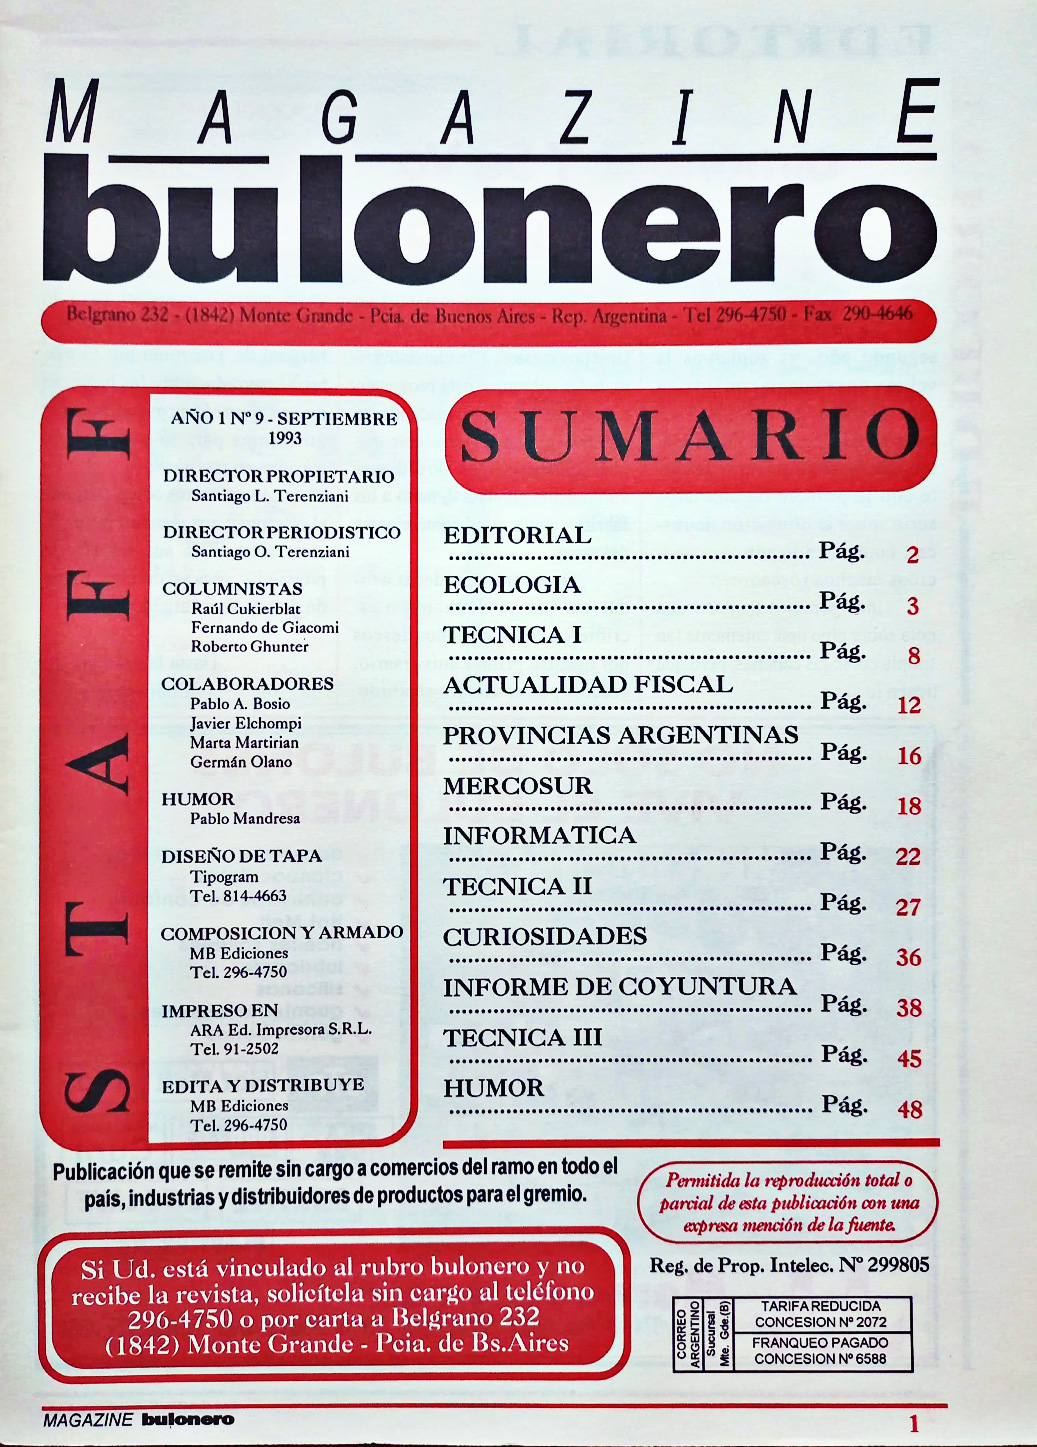 MAGAZINE
bulonero
Belgrano 232 - (1842) Monte Grande - Pcia. de Buenos Aires - Rep. Argentina - Tel 296-4750 - Fax 290-4646
STAFF
AÑO 1 Nº 9 - SEPTIEMBRE
1993
DIRECTOR PROPIETARIO
Santiago L. Terenziani
DIRECTOR PERIODISTICO
Santiago O. Terenziani
COLUMNISTAS
Raúl Cukierblat
Fernando de Giacomi
Roberto Ghunter
COLABORADORES
Pablo A. Bosio
Javier Elchompi
Marta Martirian
Germán Olano
HUMOR
Pablo Mandresa
DISEÑO DE TAPA
Tipogram
Tel. 814-4663
COMPOSICION Y ARMADO
MB Ediciones
Tel. 296-4750
IMPRESO EN
ARA Ed. Impresora S.R.L.
Tel. 91-2502
EDITA Y DISTRIBUYE
MB Ediciones
Tel. 296-4750
SUMARIO
EDITORIAL
Pág. 2
ECOLOGIA
Pág. 3
TECNICA I
Pág. 8
ACTUALIDAD FISCAL
Pág. 12
PROVINCIAS ARGENTINAS
Pág. 16
MERCOSUR
Pág. 18
INFORMATICA
Pág. 22
TECNICA II
Pág. 27
CURIOSIDADES
Pág. 36
INFORME DE COYUNTURA
Pág. 38
TECNICA III
Pág. 45
HUMOR
Pág. 48
Publicación que se remite sin cargo a comercios del ramo en todo el
país, industrias y distribuidores de productos para el gremio.
Si Ud. está vinculado al rubro bulonero y no
recibe la revista, solicítela sin cargo al teléfono
296-4750 o por carta a Belgrano 232
(1842) Monte Grande - Pcia. de Bs.Aires
Permitida la reproducción total o
parcial de esta publicación con una
expresa mención de la fuente.
Reg. de Prop. Intelec. Nº 299805
CORREO
ARGENTINO
Sucursal
Mte. Gde.(B)
TARIFA REDUCIDA
CONCESION Nº 2072
FRANQUEO PAGADO
CONCESION Nº 6588
MAGAZINE bulonero
1